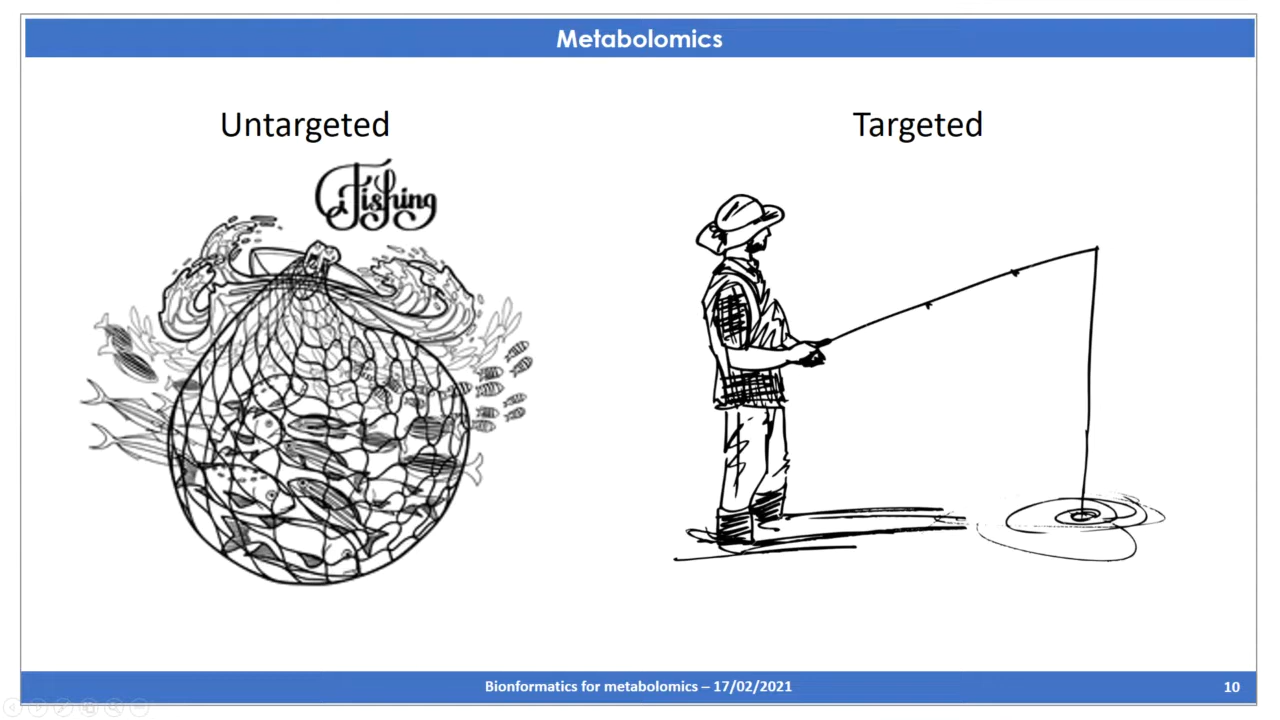 Metabolomics
Untargeted
Targeted
Fishing
Bionformatics for metabolomics – 17/02/2021
10